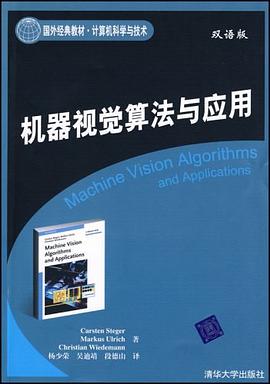 国外经典教材·计算机科学与技术
双语版
机器视觉算法与应用
Machine Vision Algorithms
and Applications
Machine Vision
Algorithms
and Applications
Carsten Steger
Markus Ulrich 著
Christian Wiedemann
杨少荣 吴迪靖 段德山 译
清华大学出版社